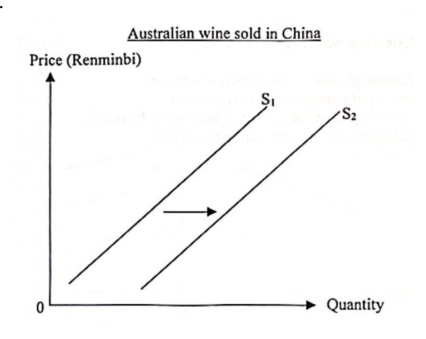 Australian wine sold in China
Price (Renminbi)
S₁
S₂
0
Quantity